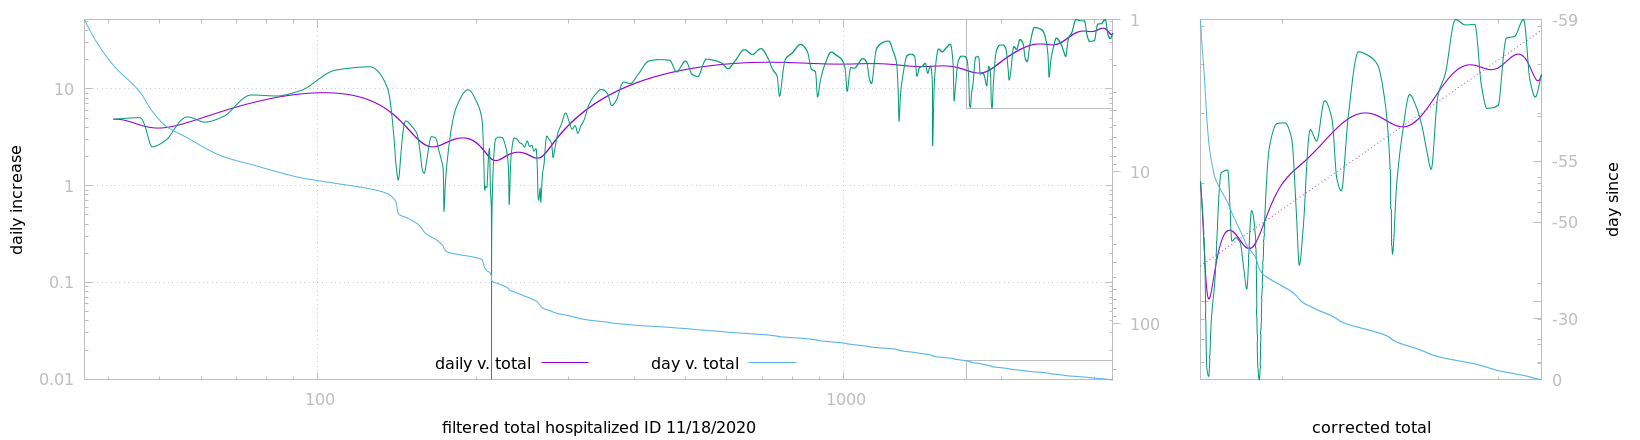 1
-59
10
10
daily increase
1
-55
day since
-50
0.1
100
-30
daily v. total
day v. total
0.01
0
100
1000
filtered total hospitalized ID 11/18/2020
corrected total